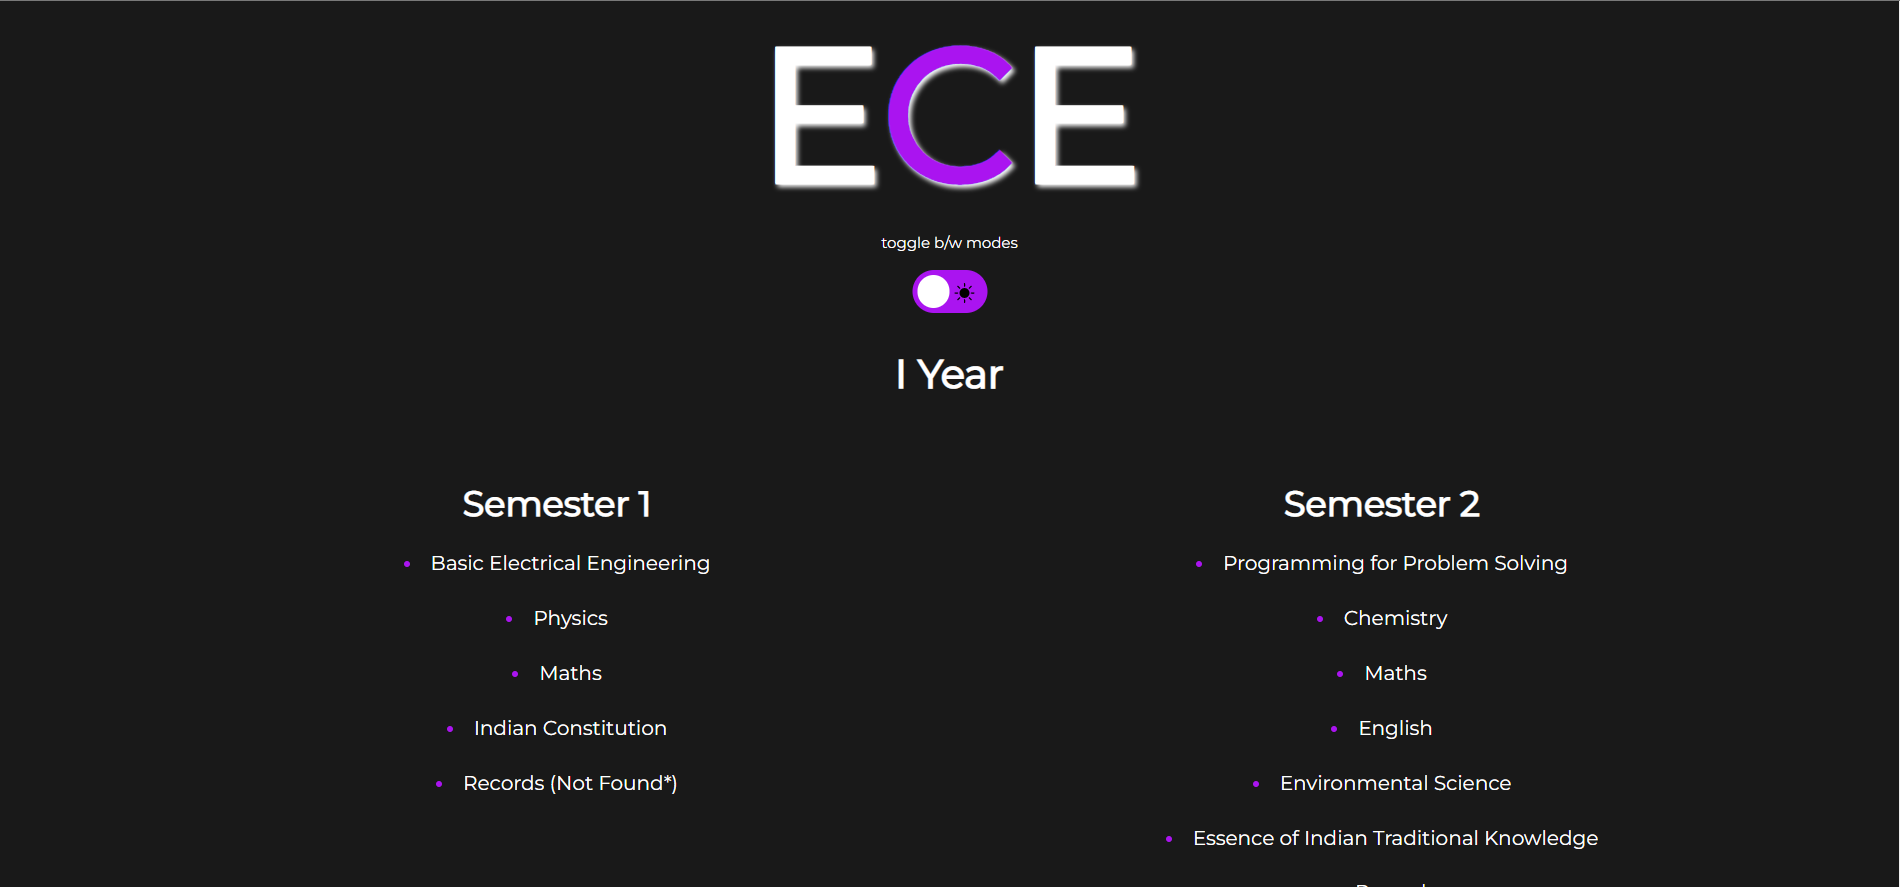 ECE
toggle b/w modes
I Year
Semester 1
Basic Electrical Engineering
Physics
Maths
Indian Constitution
Records (Not Found*)
Semester 2
Programming for Problem Solving
Chemistry
Maths
English
Environmental Science
Essence of Indian Traditional Knowledge